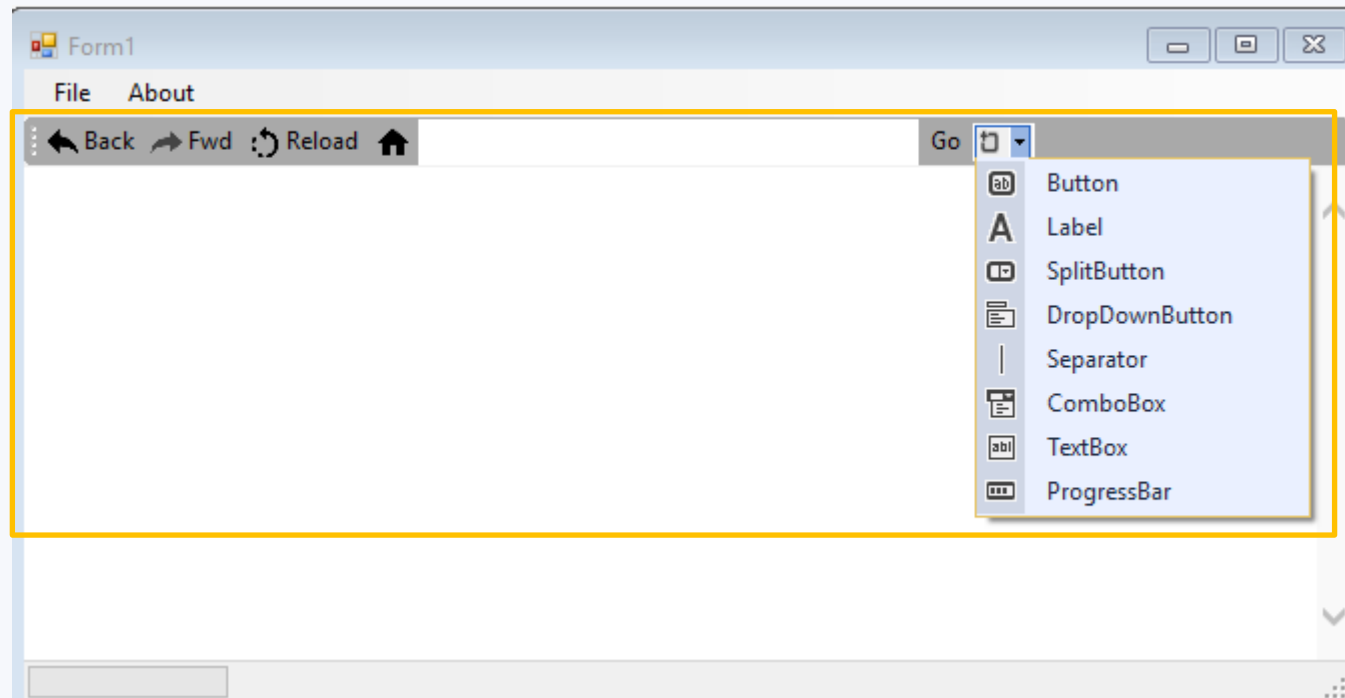 Form1
File About
Back Fwd Reload Go
Button
Label
SplitButton
DropDownButton
Separator
ComboBox
TextBox
ProgressBar